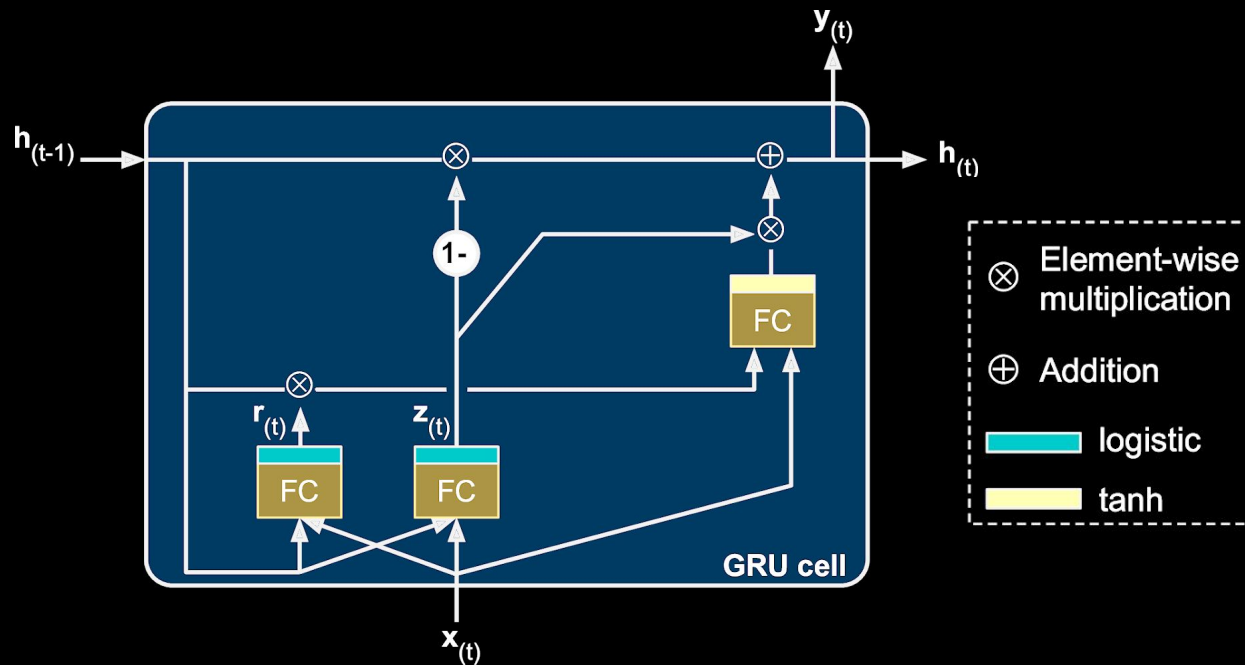 y(t)
h(t-1)
h(t)
1-
FC
r(t)
z(t)
FC
FC
GRU cell
x(t)
Element-wise
multiplication
Addition
logistic
tanh